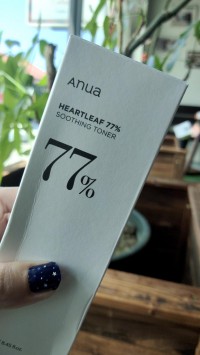 Anua
HEARTLEAF 77%
SOOTHING TONER
77%